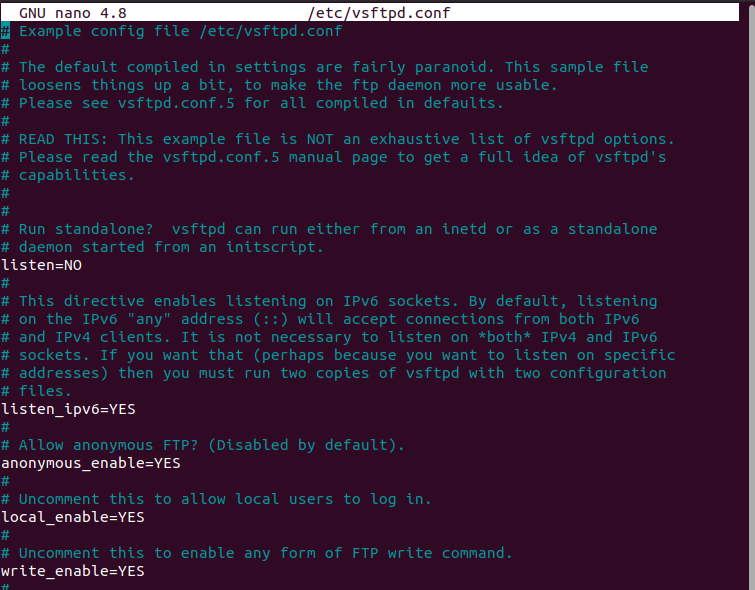 GNU nano 4.8 /etc/vsftpd.conf
# Example config file /etc/vsftpd.conf
#
# The default compiled in settings are fairly paranoid. This sample file
# loosens things up a bit, to make the ftp daemon more usable.
# Please see vsftpd.conf.5 for all compiled in defaults.
#
# READ THIS: This example file is NOT an exhaustive list of vsftpd options.
# Please read the vsftpd.conf.5 manual page to get a full idea of vsftpd's
# capabilities.
#
#
# Run standalone?  vsftpd can run either from an inetd or as a standalone
# daemon started from an initscript.
listen=NO
#
# This directive enables listening on IPv6 sockets. By default, listening
# on the IPv6 "any" address (::) will accept connections from both IPv6
# and IPv4 clients. It is not necessary to listen on *both* IPv4 and IPv6
# sockets. If you want that (perhaps because you want to listen on specific
# addresses) then you must run two copies of vsftpd with two configuration
# files.
listen_ipv6=YES
#
# Allow anonymous FTP? (Disabled by default).
anonymous_enable=YES
#
# Uncomment this to allow local users to log in.
local_enable=YES
#
# Uncomment this to enable any form of FTP write command.
write_enable=YES
#